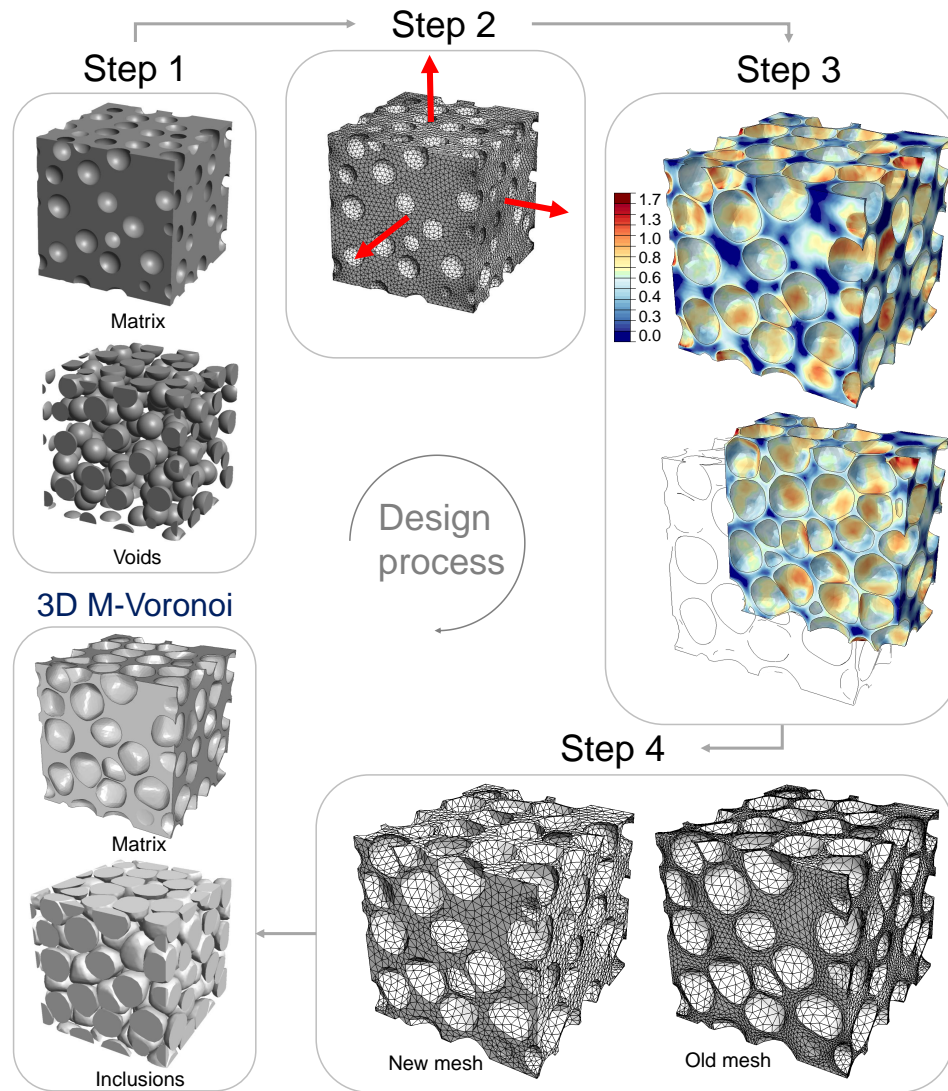 Step 1
Matrix
Voids
Step 2
Step 3
1.7
1.3
1.0
0.8
0.6
0.4
0.3
0.0
Design
process
Step 4
New mesh
Old mesh
3D M-Voronoi
Matrix
Inclusions